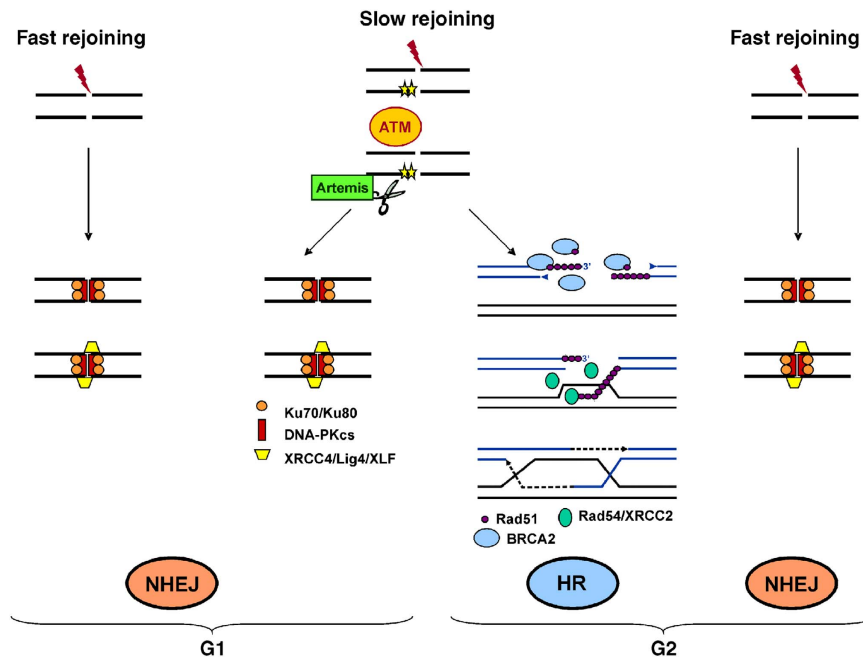 Slow rejoining
Fast rejoining
Fast rejoining
ATM
Artemis
3'
3'
Ku70/Ku80
DNA-PKcs
XRCC4/Lig4/XLF
Rad51
Rad54/XRCC2
BRCA2
NHEJ
HR
NHEJ
G1
G2